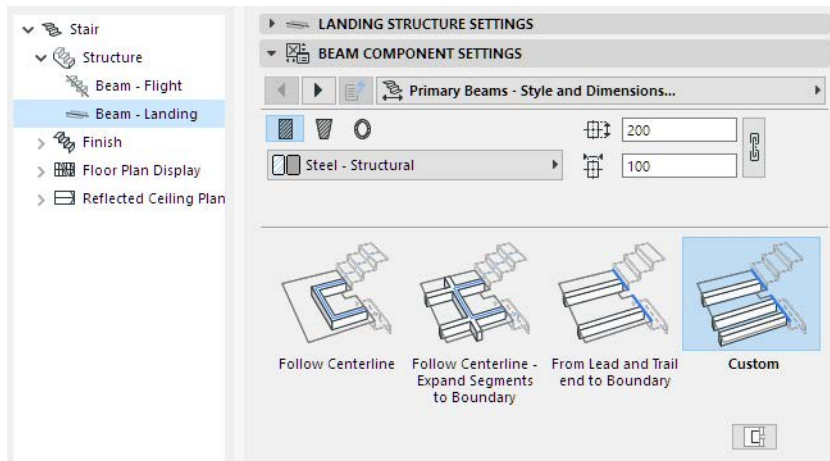 Stair
Structure
Beam - Flight
Beam - Landing
Finish
Floor Plan Display
Reflected Ceiling Plan
LANDING STRUCTURE SETTINGS
BEAM COMPONENT SETTINGS
Primary Beams - Style and Dimensions...
200
Steel - Structural
100
Follow Centerline
Follow Centerline -
Expand Segments
to Boundary
From Lead and Trail
end to Boundary
Custom